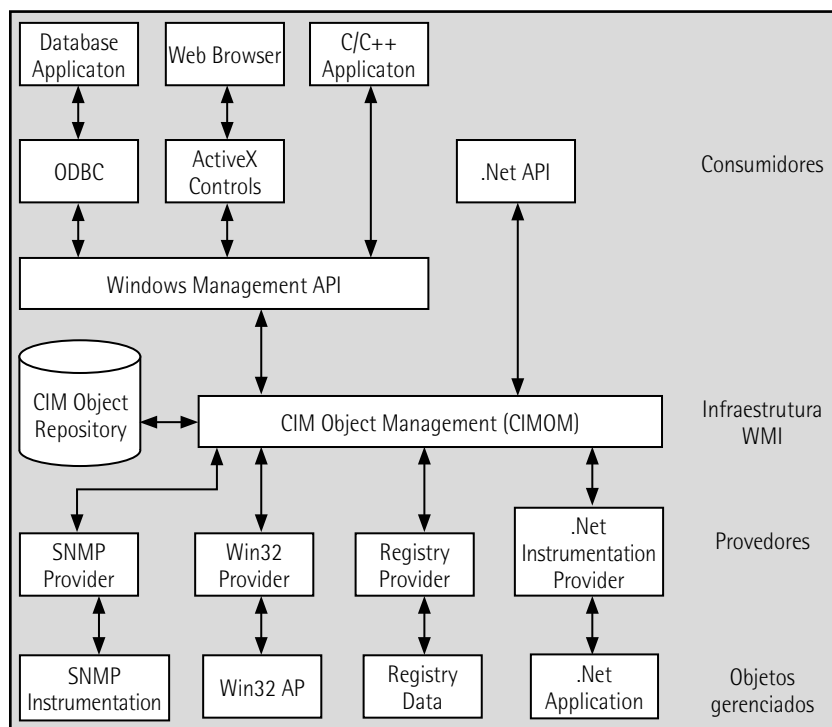 Database
Applicaton
Web Browser
C/C++
Applicaton
ODBC
ActiveX
Controls
.Net API
Consumidores
Windows Management API
CIM Object
Repository
CIM Object Management (CIMOM)
Infraestrutura
WMI
SNMP
Provider
Win32
Provider
Registry
Provider
.Net
Instrumentation
Provider
Provedores
SNMP
Instrumentation
Win32 AP
Registry
Data
.Net
Application
Objetos
gerenciados